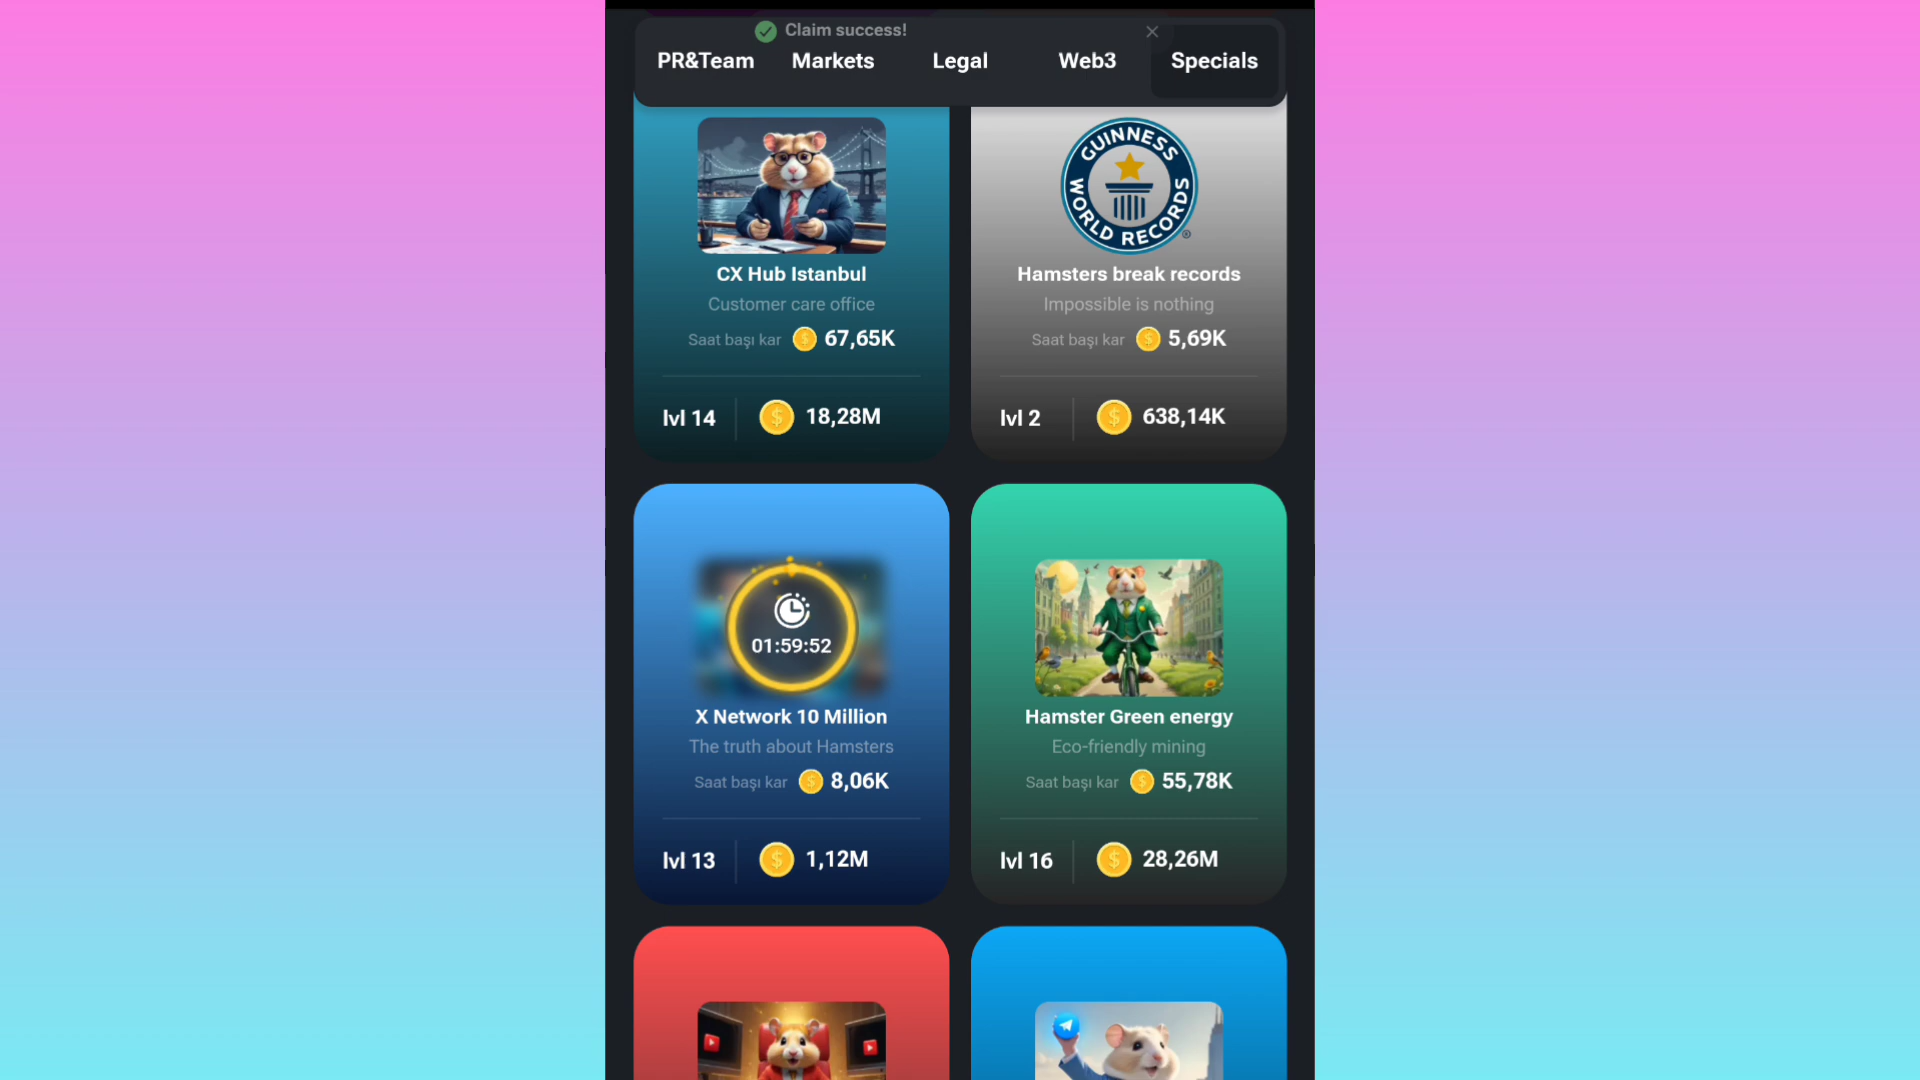 Claim success!
PR&Team
Markets
Legal
Web3
Specials
CX Hub Istanbul
Customer care office
Saat başı kar 67,65K
lvl 14
18,28M
GUINNESS
WORLD RECORDS
®
Hamsters break records
Impossible is nothing
Saat başı kar 5,69K
lvl 2
638,14K
01:59:52
X Network 10 Million
The truth about Hamsters
Saat başı kar 8,06K
lvl 13
1,12M
Hamster Green energy
Eco-friendly mining
Saat başı kar 55,78K
lvl 16
28,26M